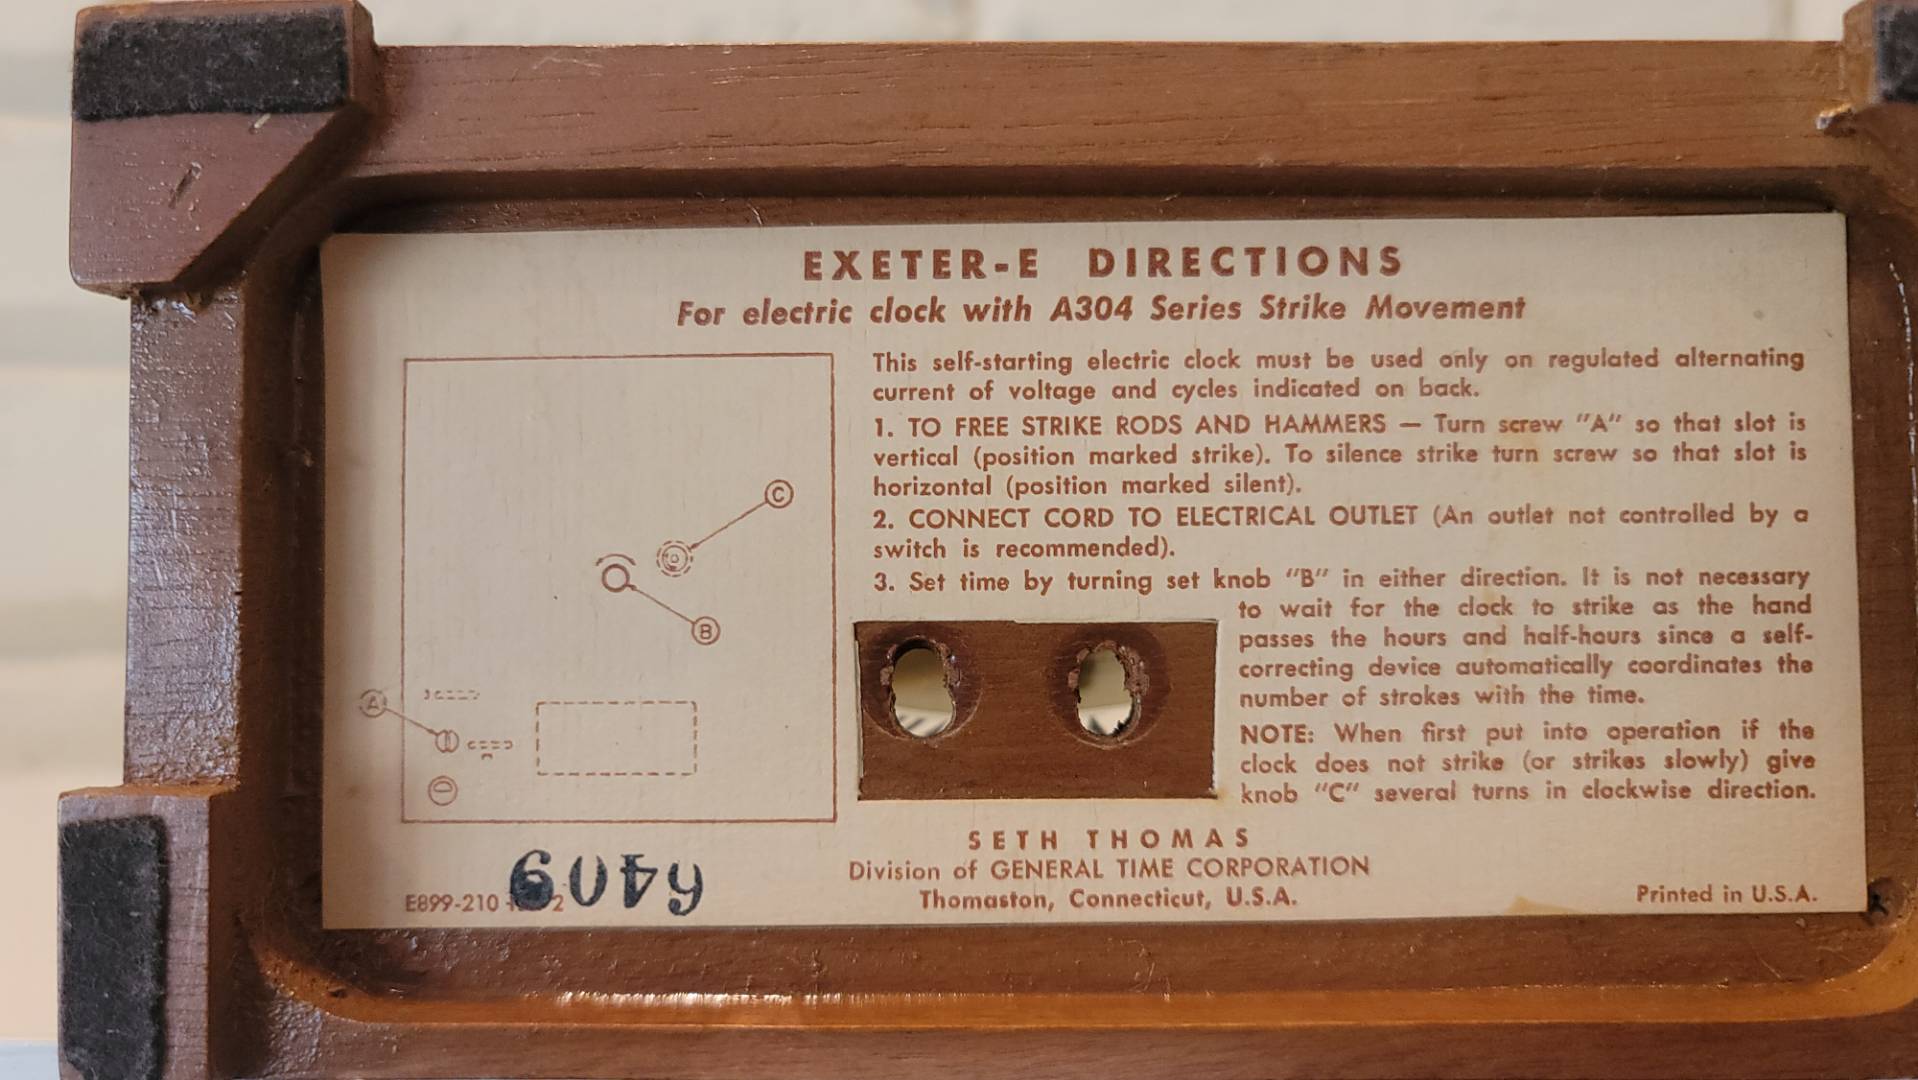 EXETER-E DIRECTIONS
For electric clock with A304 Series Strike Movement
This self-starting electric clock must be used only on regulated alternating
current of voltage and cycles indicated on back.
1. TO FREE STRIKE RODS AND HAMMERS — Turn screw "A" so that slot is
vertical (position marked strike). To silence strike turn screw so that slot is
horizontal (position marked silent).
2. CONNECT CORD TO ELECTRICAL OUTLET (An outlet not controlled by a
switch is recommended).
3. Set time by turning set knob "B" in either direction. It is not necessary
to wait for the clock to strike as the hand
passes the hours and half-hours since a self-
correcting device automatically coordinates the
number of strokes with the time.
NOTE: When first put into operation if the
clock does not strike (or strikes slowly) give
knob "C" several turns in clockwise direction.
C
B
A
SETH THOMAS
Division of GENERAL TIME CORPORATION
Thomaston, Connecticut, U.S.A.
E899-210
6409
Printed in U.S.A.